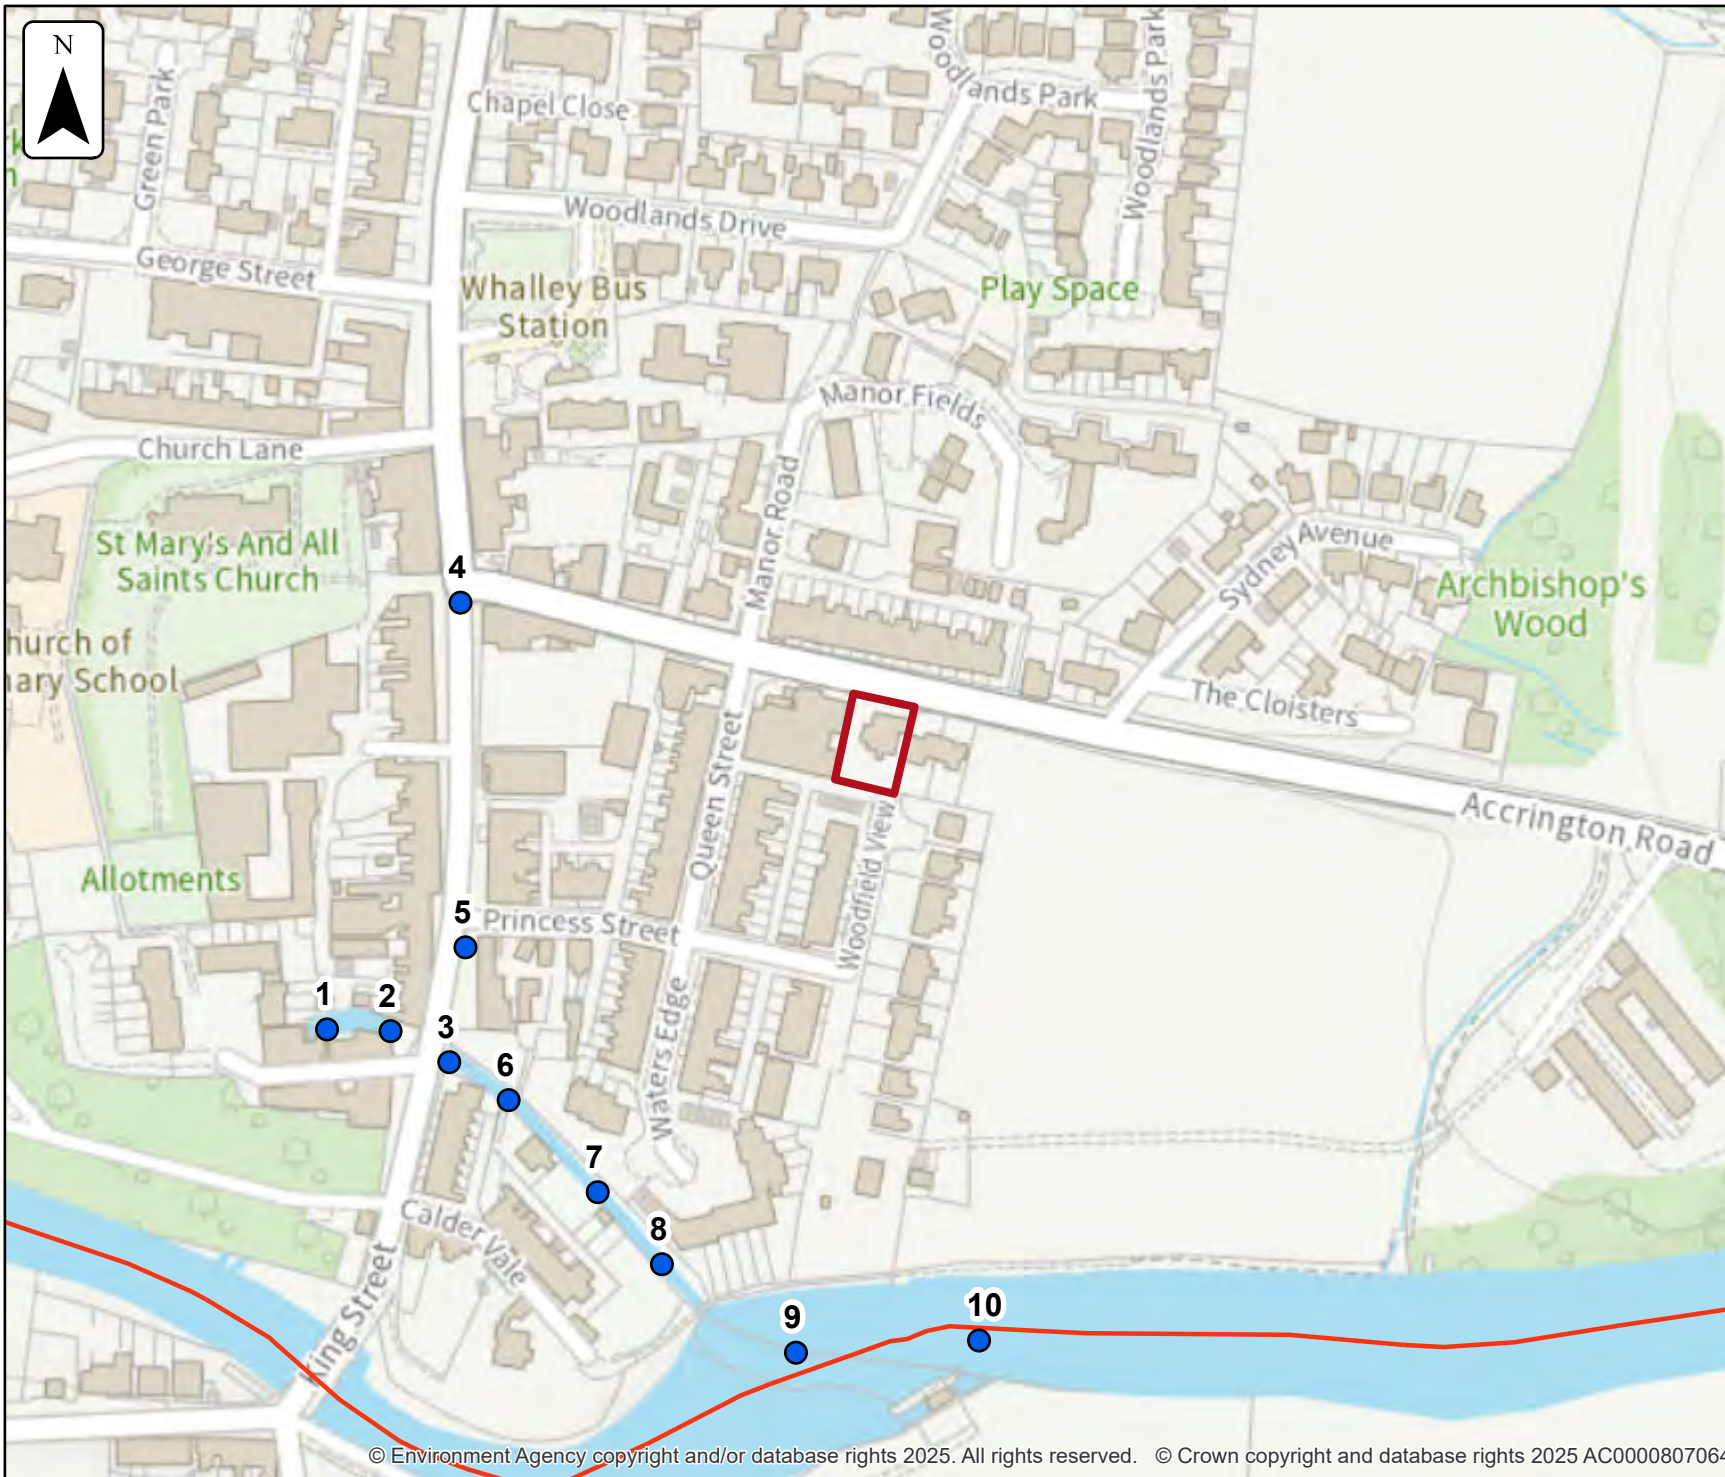 N
Green Park
Chapel Close
Woodlands Park
Woodlands Park
Woodlands Drive
George Street
Whalley Bus
Station
Play Space
Manor Fields
Church Lane
Manor Road
St Mary's And All
Saints Church
Sydney Avenue
Archbishop's
Wood
4
hurch of
ary School
The Cloisters
Queen Street
Accrington Road
Woodfield View
Allotments
5
Princess Street
1
2
3
Waters Edge
6
7
8
Calder Vale
King Street
9
10
© Environment Agency copyright and/or database rights 2025. All rights reserved. © Crown copyright and database rights 2025 AC000080706